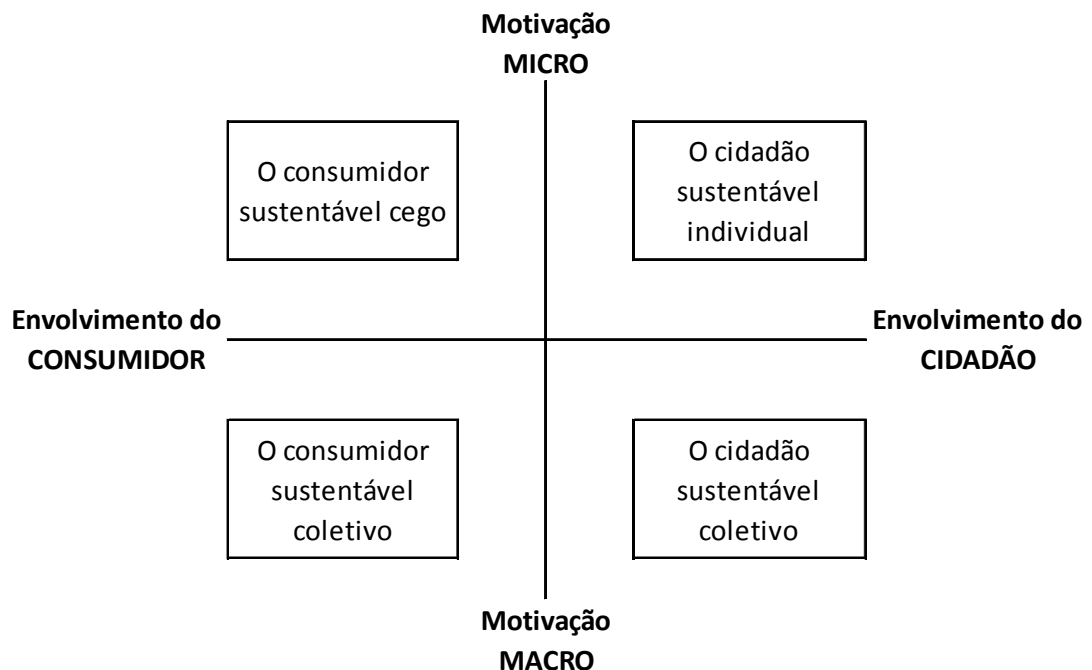 Motivação
MICRO
O consumidor
sustentável cego
O cidadão
sustentável
individual
Envolvimento do
CONSUMIDOR
Envolvimento do
CIDADÃO
O consumidor
sustentável
coletivo
O cidadão
sustentável
coletivo
Motivação
MACRO